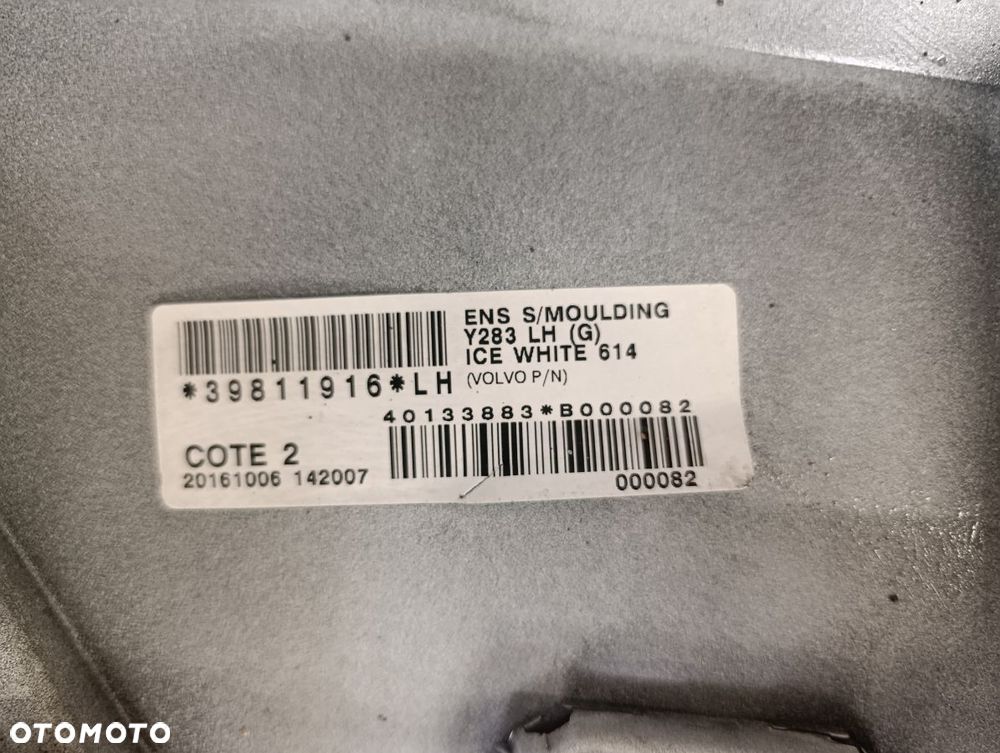 ENS S/MOULDING
Y283 LH (G)
ICE WHITE 614
*39811916*LH (VOLVO P/N)
40133883*B000082
COTE 2
20161006 142007
000082
OTOMOTO